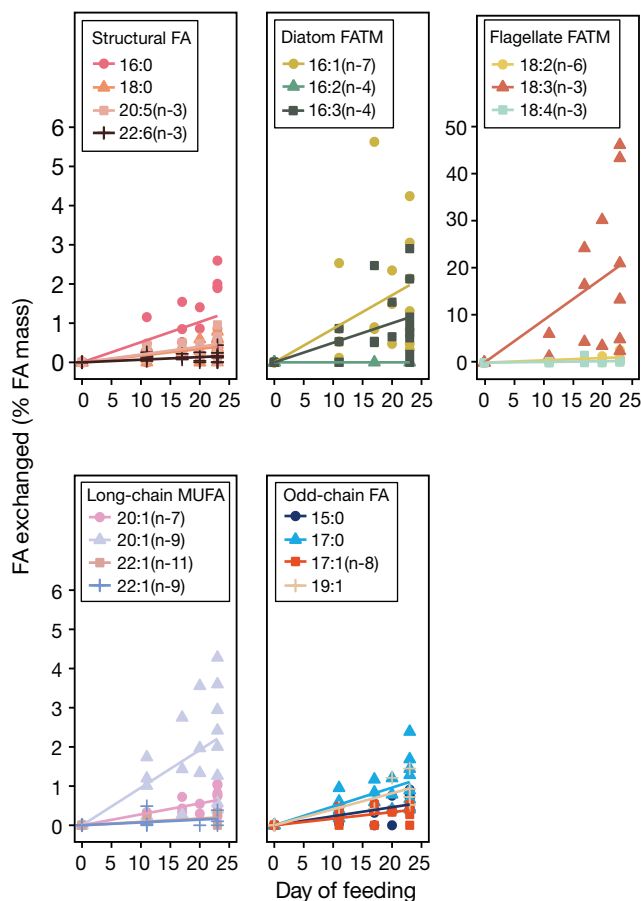 Structural FA
16:0
18:0
20:5(n-3)
22:6(n-3)
Diatom FATM
16:1(n-7)
16:2(n-4)
16:3(n-4)
Flagellate FATM
18:2(n-6)
18:3(n-3)
18:4(n-3)
6
5
4
3
2
1
0
50
40
30
20
10
0
0 5 10 15 20 25
0 5 10 15 20 25
0 5 10 15 20 25
FA exchanged (% FA mass)
Long-chain MUFA
20:1(n-7)
20:1(n-9)
22:1(n-11)
22:1(n-9)
Odd-chain FA
15:0
17:0
17:1(n-8)
19:1
6
5
4
3
2
1
0
0 5 10 15 20 25
0 5 10 15 20 25
Day of feeding